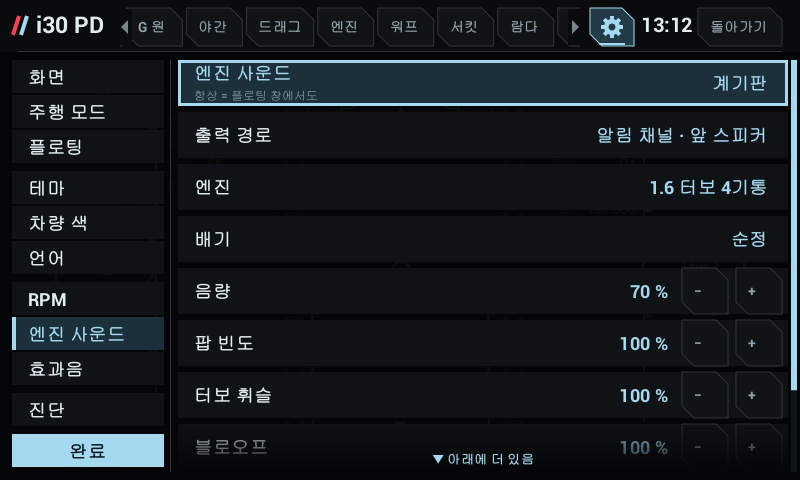 i30 PD
G 원
야간
드래그
엔진
워프
서킷
람다
13:12
돌아가기
화면
주행 모드
플로팅
테마
차량 색
언어
RPM
엔진 사운드
효과음
진단
완료
엔진 사운드
계기판
항상 = 플로팅 창에서도
출력 경로
알림 채널 · 앞 스피커
엔진
1.6 터보 4기통
배기
순정
음량
70 %
-
+
팝 빈도
100 %
-
+
터보 휘슬
100 %
-
+
블로오프
100 %
-
+
▼ 아래에 더 있음